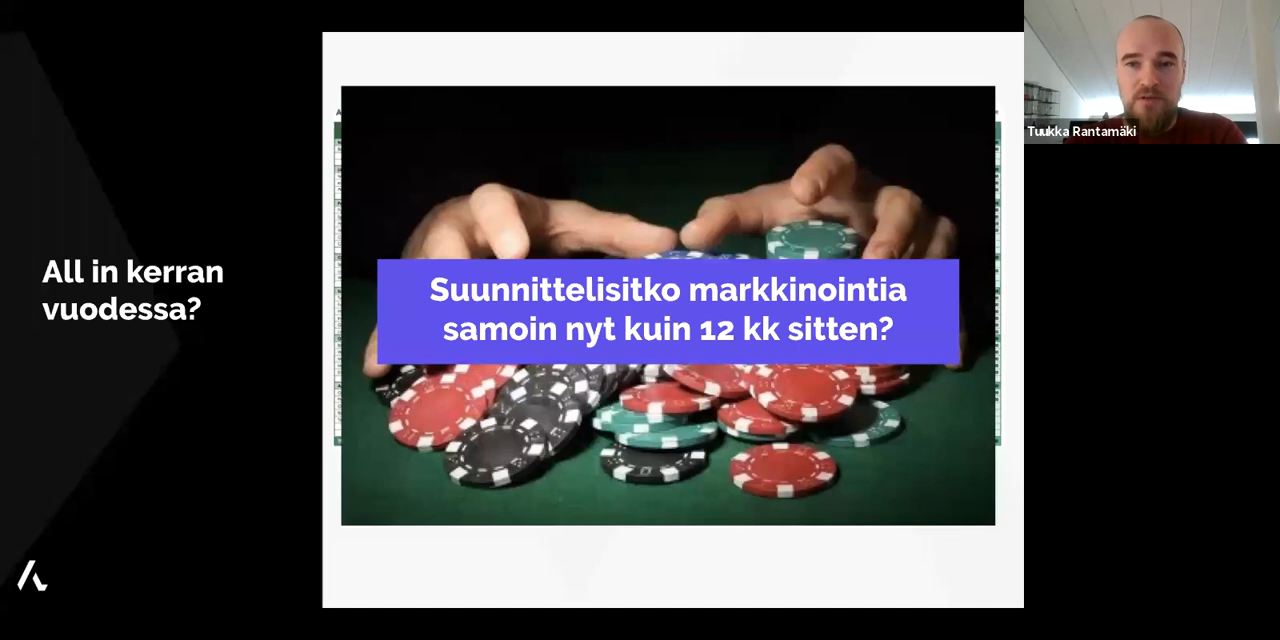 All in kerran
vuodessa?
Suunnittelisitko markkinointia
samoin nyt kuin 12 kk sitten?
Tuukka Rantamäki